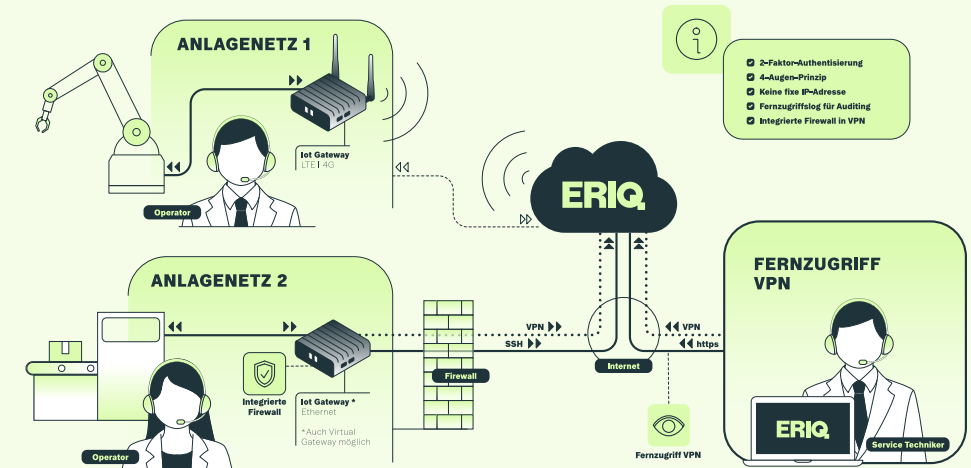 ANLAGENETZ 1
Iot Gateway
LTE | 4G
Operator
2-Faktor-Authentisierung
4-Augen-Prinzip
Keine fixe IP-Adresse
Fernzugriffslog für Auditing
Integrierte Firewall in VPN
ERIQ
ANLAGENETZ 2
Integrierte
Firewall
Iot Gateway *
Ethernet
*Auch Virtual
Gateway möglich
Operator
Firewall
VPN
SSH
Internet
VPN
https
Fernzugriff VPN
FERNZUGRIFF
VPN
ERIQ
Service Techniker